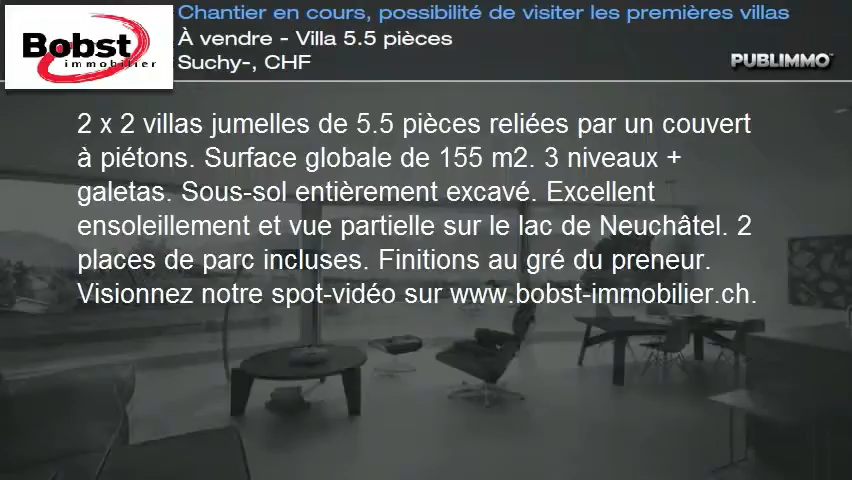 Chantier en cours, possibilité de visiter les premières villas
Bobst
immobilier
À vendre - Villa 5.5 pièces
Suchy-, CHF
PUBLIMMO™
2 x 2 villas jumelles de 5.5 pièces reliées par un couvert
à piétons. Surface globale de 155 m2. 3 niveaux +
galetas. Sous-sol entièrement excavé. Excellent
ensoleillement et vue partielle sur le lac de Neuchâtel. 2
places de parc incluses. Finitions au gré du preneur.
Visionnez notre spot-vidéo sur www.bobst-immobilier.ch.